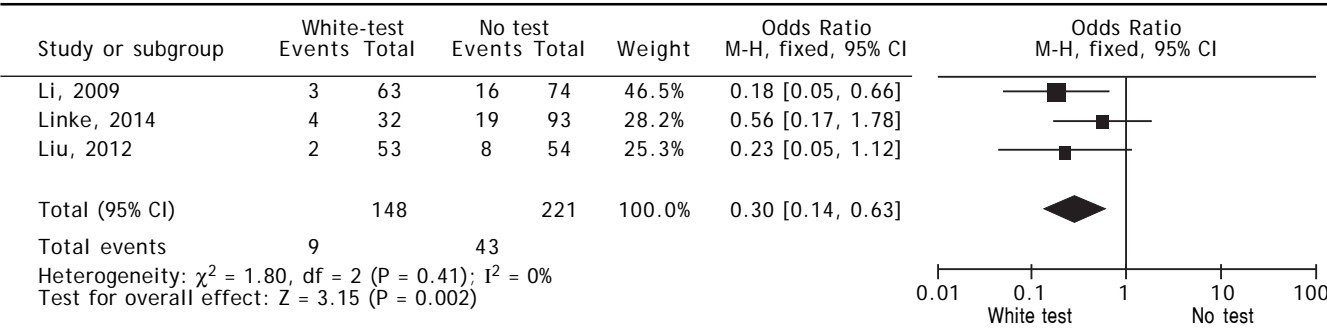 White-test No test Odds Ratio Odds Ratio
Study or subgroup Events Total Events Total Weight M-H, fixed, 95% CI M-H, fixed, 95% CI
Li, 2009 3 63 16 74 46.5% 0.18 [0.05, 0.66]
Linke, 2014 4 32 19 93 28.2% 0.56 [0.17, 1.78]
Liu, 2012 2 53 8 54 25.3% 0.23 [0.05, 1.12]
Total (95% CI) 148 221 100.0% 0.30 [0.14, 0.63]
Total events 9 43
Heterogeneity: χ² = 1.80, df = 2 (P = 0.41); I² = 0%
Test for overall effect: Z = 3.15 (P = 0.002)
0.01 0.1 1 10 100
White test No test